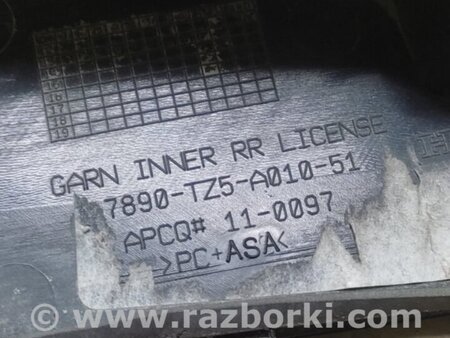 GARN INNER RR LICENSE
7890-TZ5-A010-51
APCQ# 11-0097
>PC+ASA<
© www.razborki.com